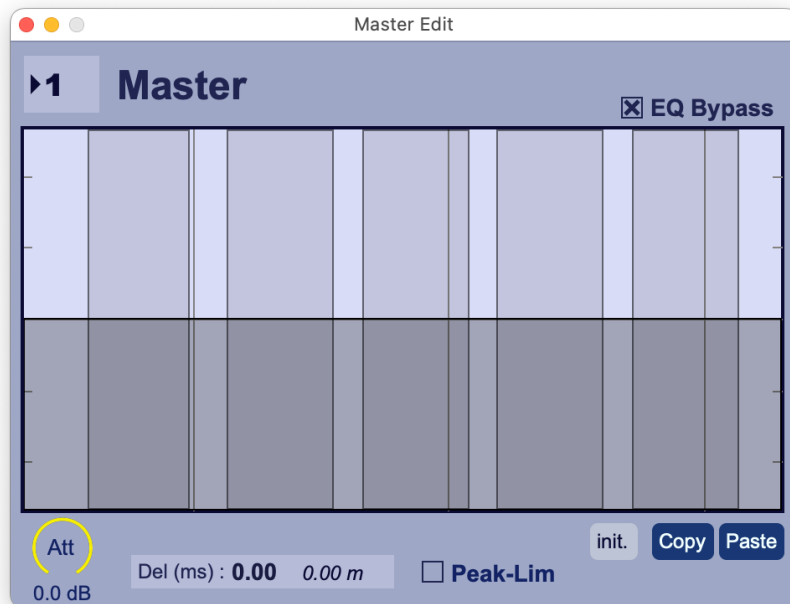 Master Edit
1 Master
EQ Bypass
Att
0.0 dB
Del (ms) : 0.00 0.00 m
Peak-Lim
init. Copy Paste